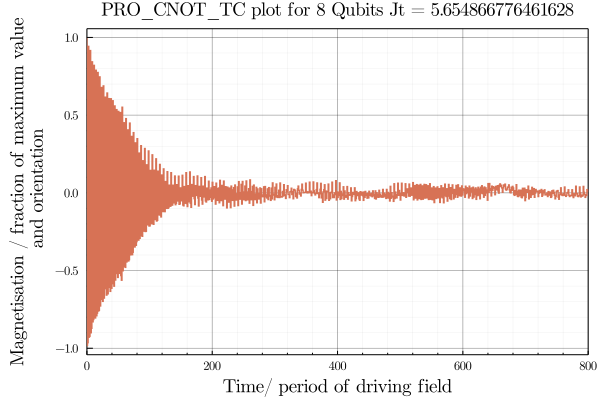 PRO_CNOT_TC plot for 8 Qubits Jt = 5.654866776461628
Magnetisation / fraction of maximum value
and orientation
1.0
0.5
0.0
−0.5
−1.0
0 200 400 600 800
Time/ period of driving field